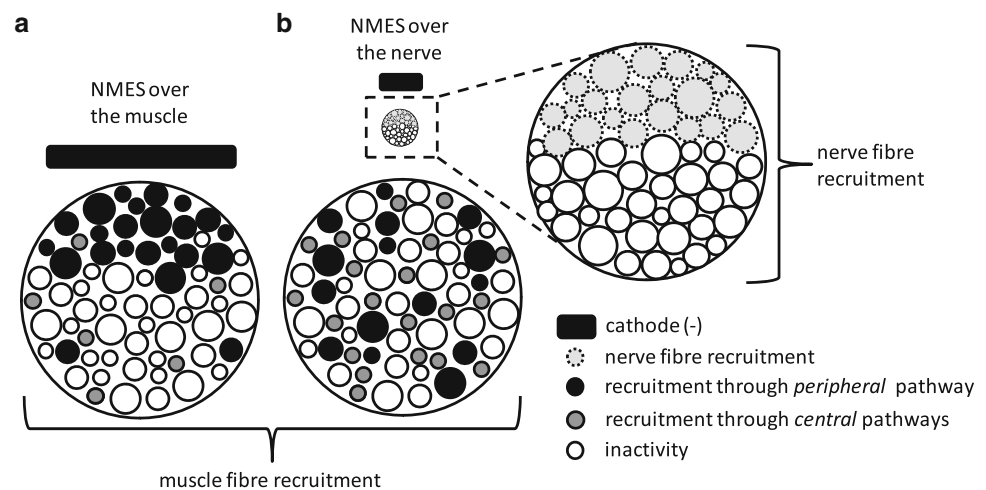 a
NMES over
the muscle
b
NMES over
the nerve
nerve fibre
recruitment
cathode (-)
nerve fibre recruitment
recruitment through peripheral pathway
recruitment through central pathways
inactivity
muscle fibre recruitment